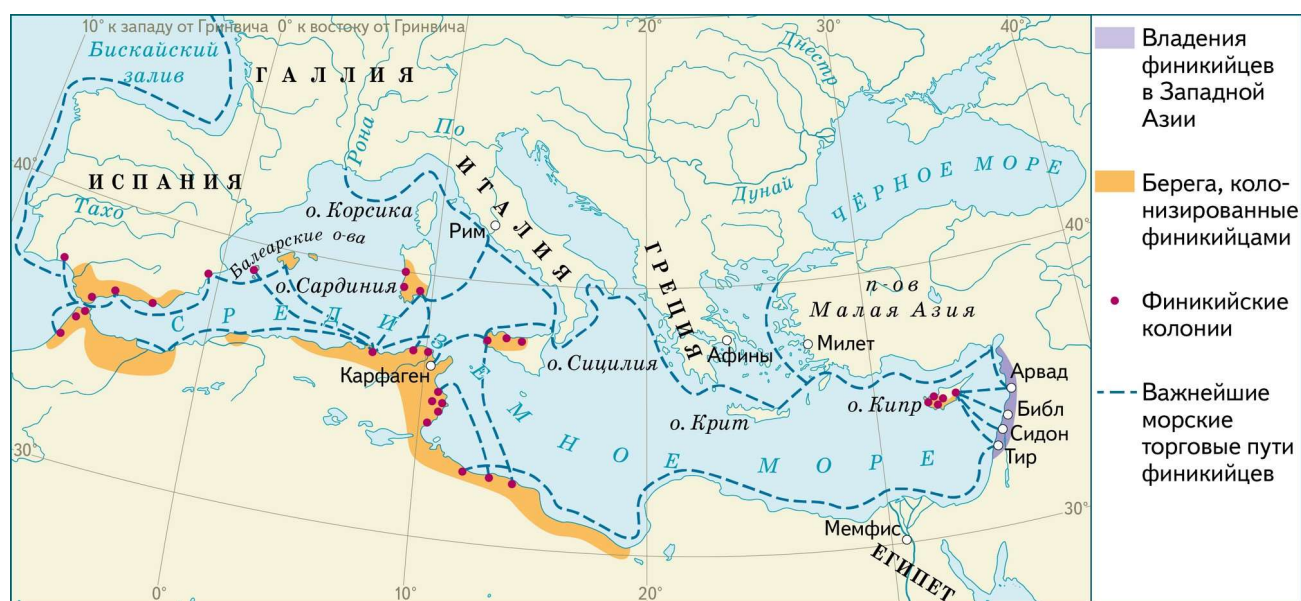 10° к западу от Гринвича 0° к востоку от Гринвича 20° 30° 40°
Бискайский
залив
ГАЛЛИЯ
Днестр
40°
ИСПАНИЯ
Тахо
Рона
По
ИТАЛИЯ
Дунай
ЧЁРНОЕ МОРЕ
40°
о. Корсика
Рим
Балеарские о-ва
о. Сардиния
ГРЕЦИЯ
п-ов
Малая Азия
СРЕДИЗЕМНОЕ МОРЕ
о. Сицилия
Афины
Милет
Карфаген
о. Крит
о. Кипр
Арвад
Библ
Сидон
Тир
30°
30°
Мемфис
ЕГИПЕТ
0° 10° 20°
Владения
финикийцев
в Западной
Азии
Берега, коло-
низированные
финикийцами
Финикийские
колонии
Важнейшие
морские
торговые пути
финикийцев